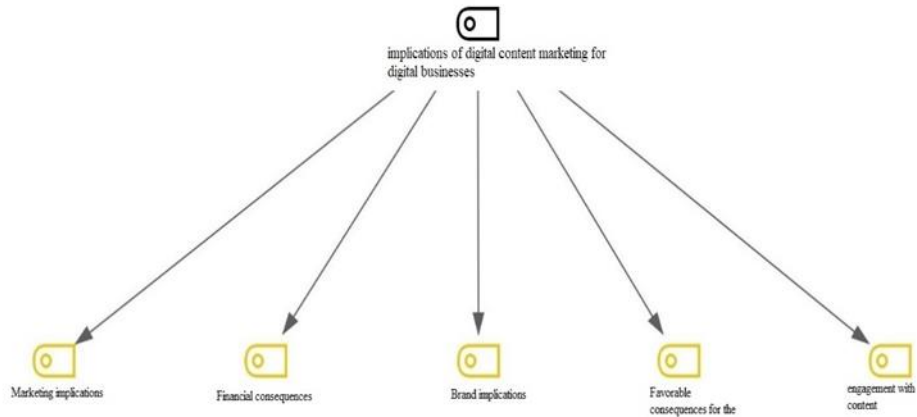 implications of digital content marketing for
digital businesses
Marketing implications
Financial consequences
Brand implications
Favorable
consequences for the
engagement with
content